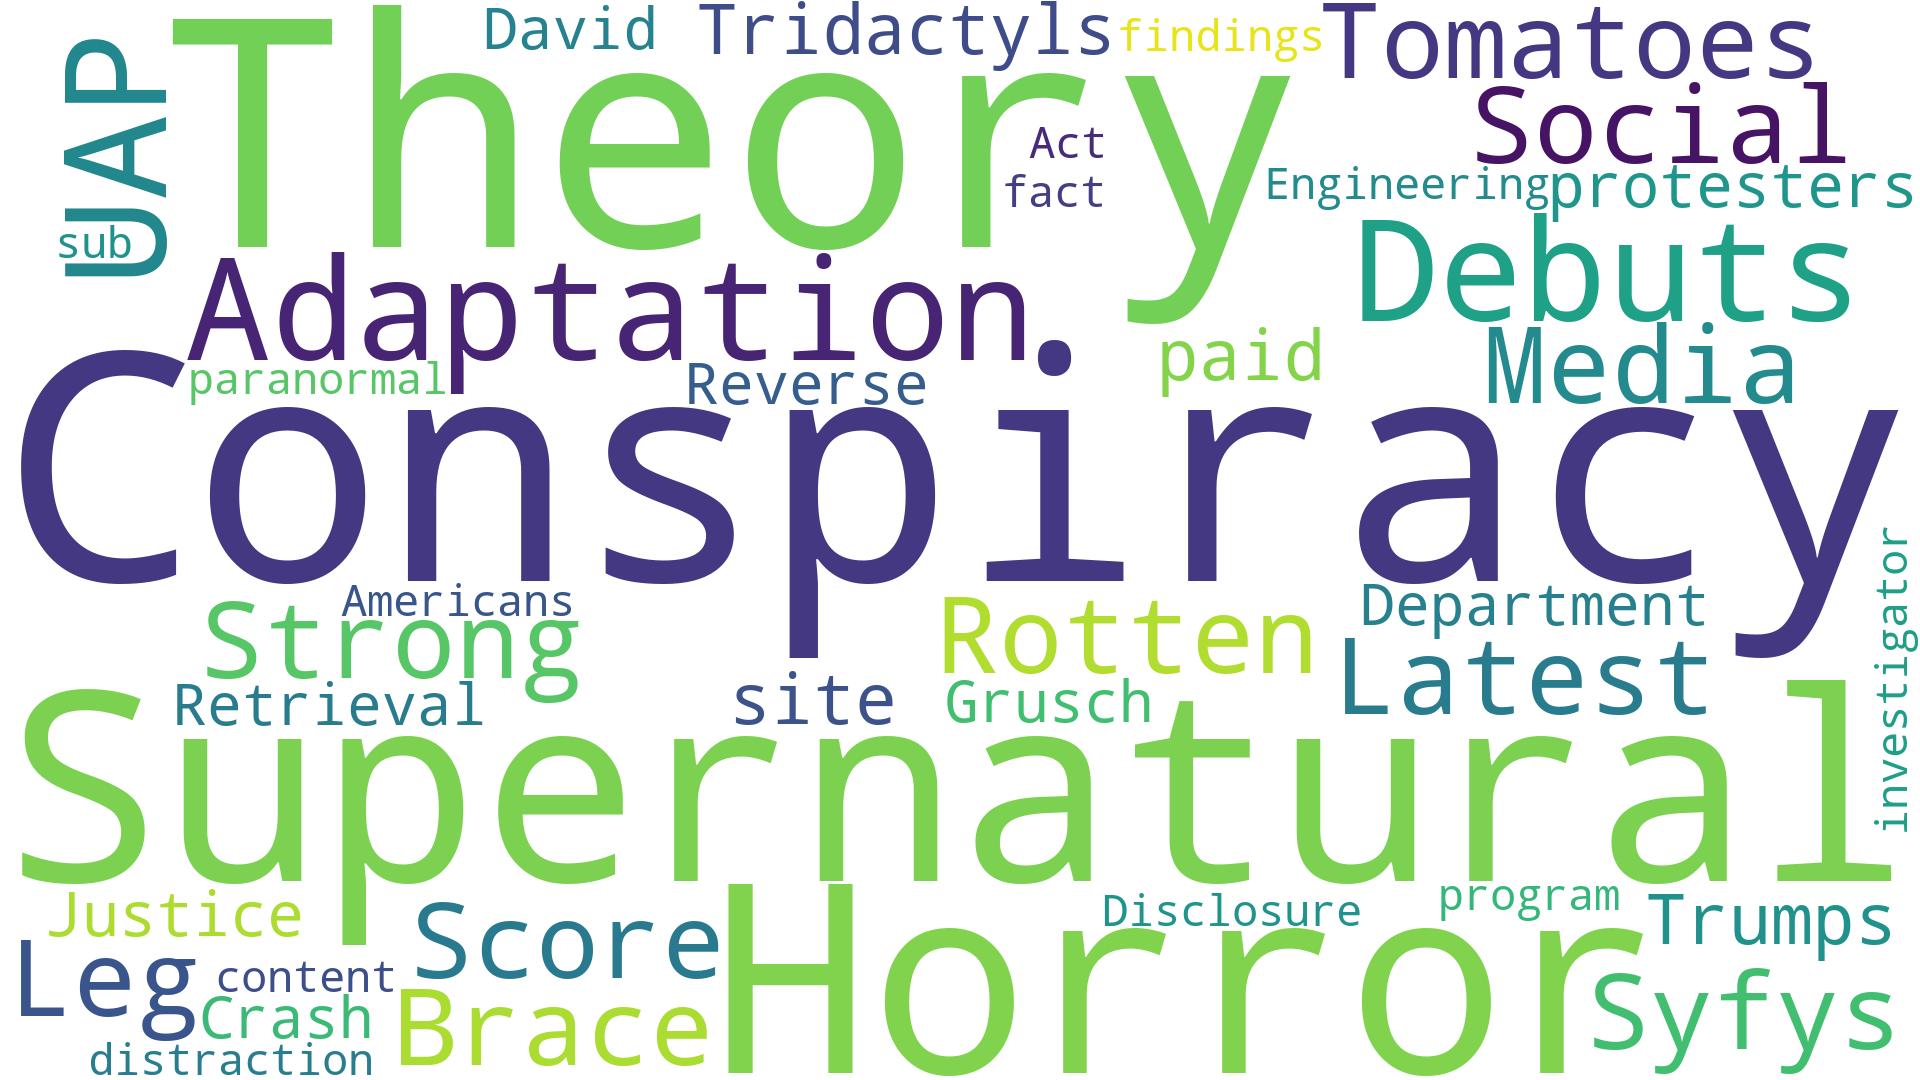 David
Tridactyls
findings
Tomatoes
UAP
Theory
Social
Act
fact
Engineering
protesters
sub
Debuts
Adaptation
paid
Media
paranormal
Reverse
Conspiracy
investigator
Americans
Strong
Rotten
Department
Latest
Retrieval
site
Grusch
Supernatural
Justice
Score
Horror
Disclosure
program
Trumps
Leg
content
Crash
Brace
Syfys
distraction